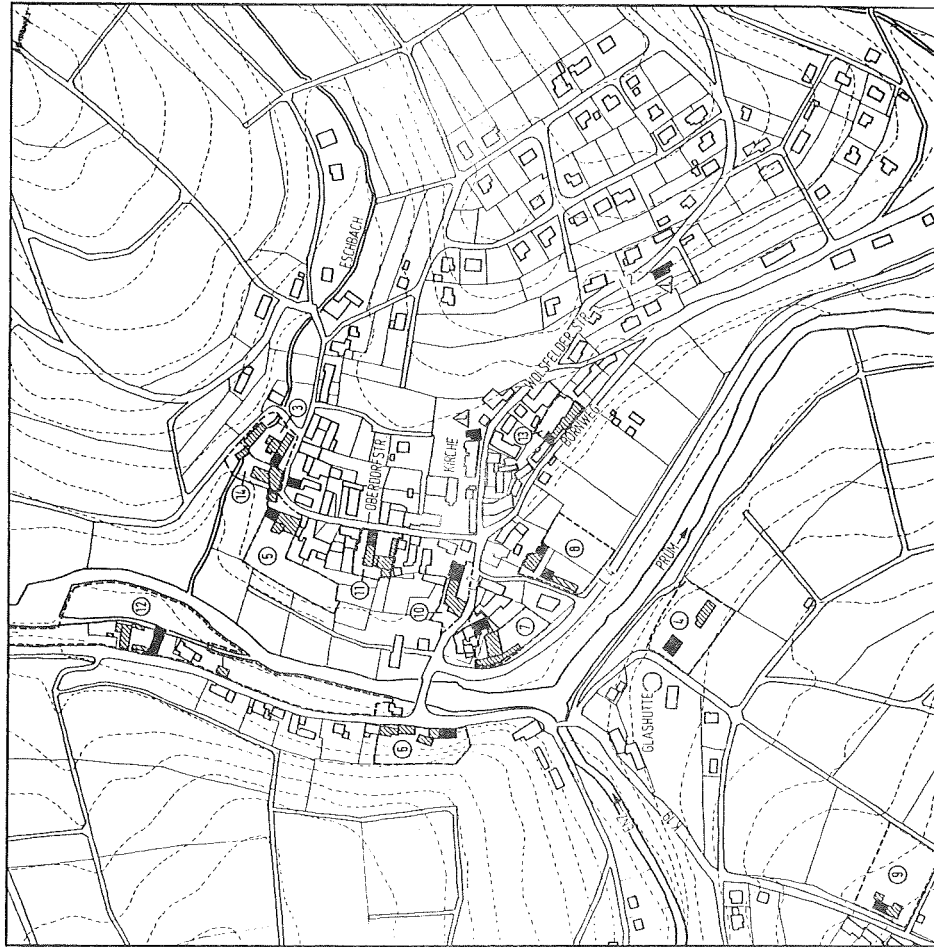 12
14
5
3
ESCHBACH
11
OBERDORFSTR.
6
10
KIRCHE
13
7
WOLSFELDER STR.
BORNWEG
8
GLASHÜTTE
PRÜM
4
9